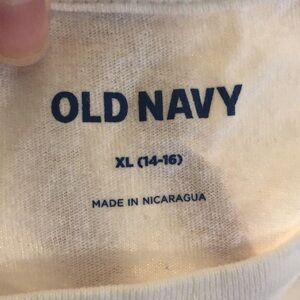 OLD NAVY
XL (14-16)
MADE IN NICARAGUA